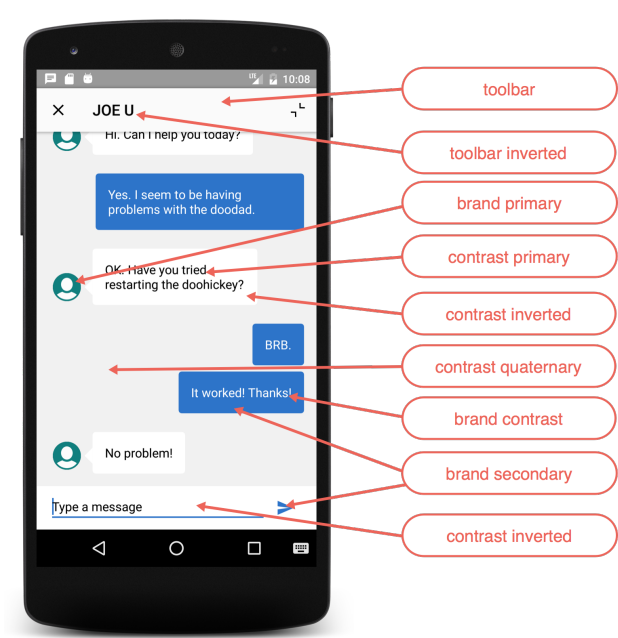 LTE 10:08
JOE U
Hi. Can I help you today?
Yes. I seem to be having
problems with the doodad.
OK. Have you tried
restarting the doohickey?
BRB.
It worked! Thanks!
No problem!
Type a message
toolbar
toolbar inverted
brand primary
contrast primary
contrast inverted
contrast quaternary
brand contrast
brand secondary
contrast inverted